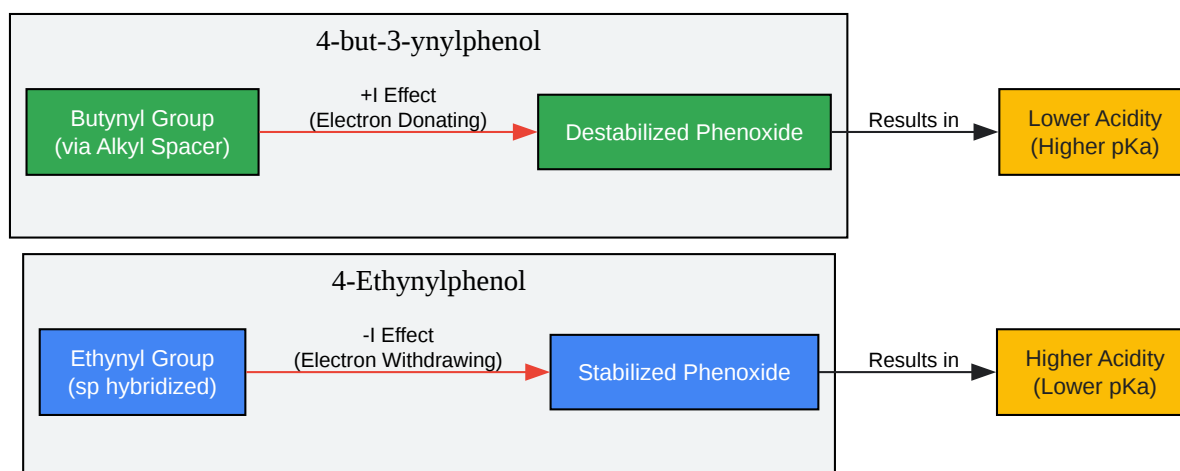 4-but-3-ynylphenol
Butynyl Group
(via Alkyl Spacer)
+I Effect
(Electron Donating)
Destabilized Phenoxide
Results in
Lower Acidity
(Higher pKa)
4-Ethynylphenol
Ethynyl Group
(sp hybridized)
-I Effect
(Electron Withdrawing)
Stabilized Phenoxide
Results in
Higher Acidity
(Lower pKa)